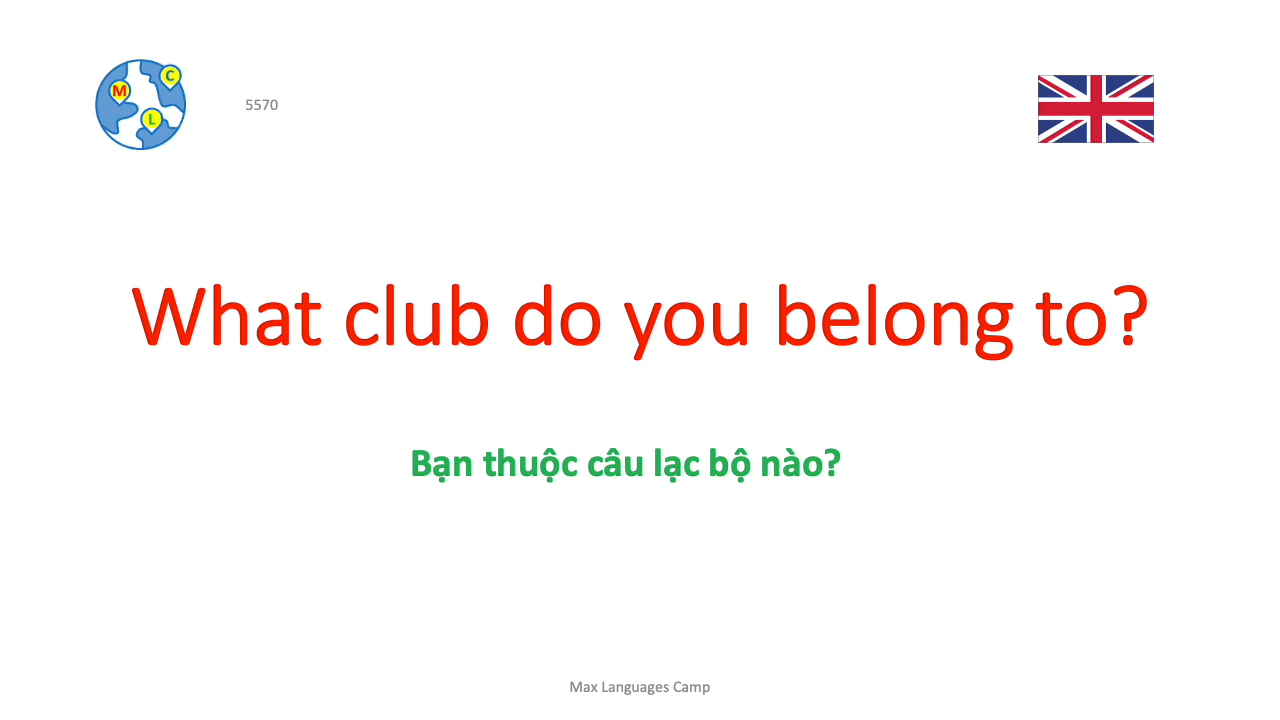 M
C
L
5570
What club do you belong to?
Bạn thuộc câu lạc bộ nào?
Max Languages Camp